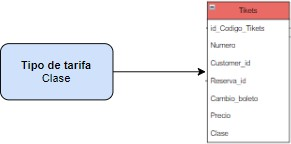 Tipo de tarifa
Clase
Tikets
id_Codigo_Tikets
Numero
Customer_id
Reserva_id
Cambio_boleto
Precio
Clase